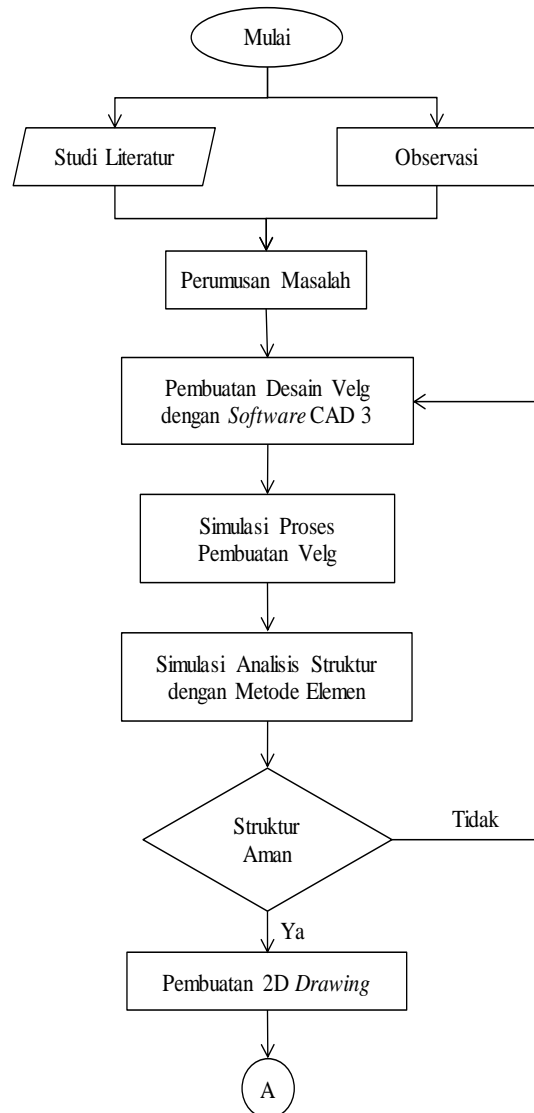 Mulai
Studi Literatur
Observasi
Perumusan Masalah
Pembuatan Desain Velg
dengan Software CAD 3
Simulasi Proses
Pembuatan Velg
Simulasi Analisis Struktur
dengan Metode Elemen
Struktur
Aman
Tidak
Ya
Pembuatan 2D Drawing
A